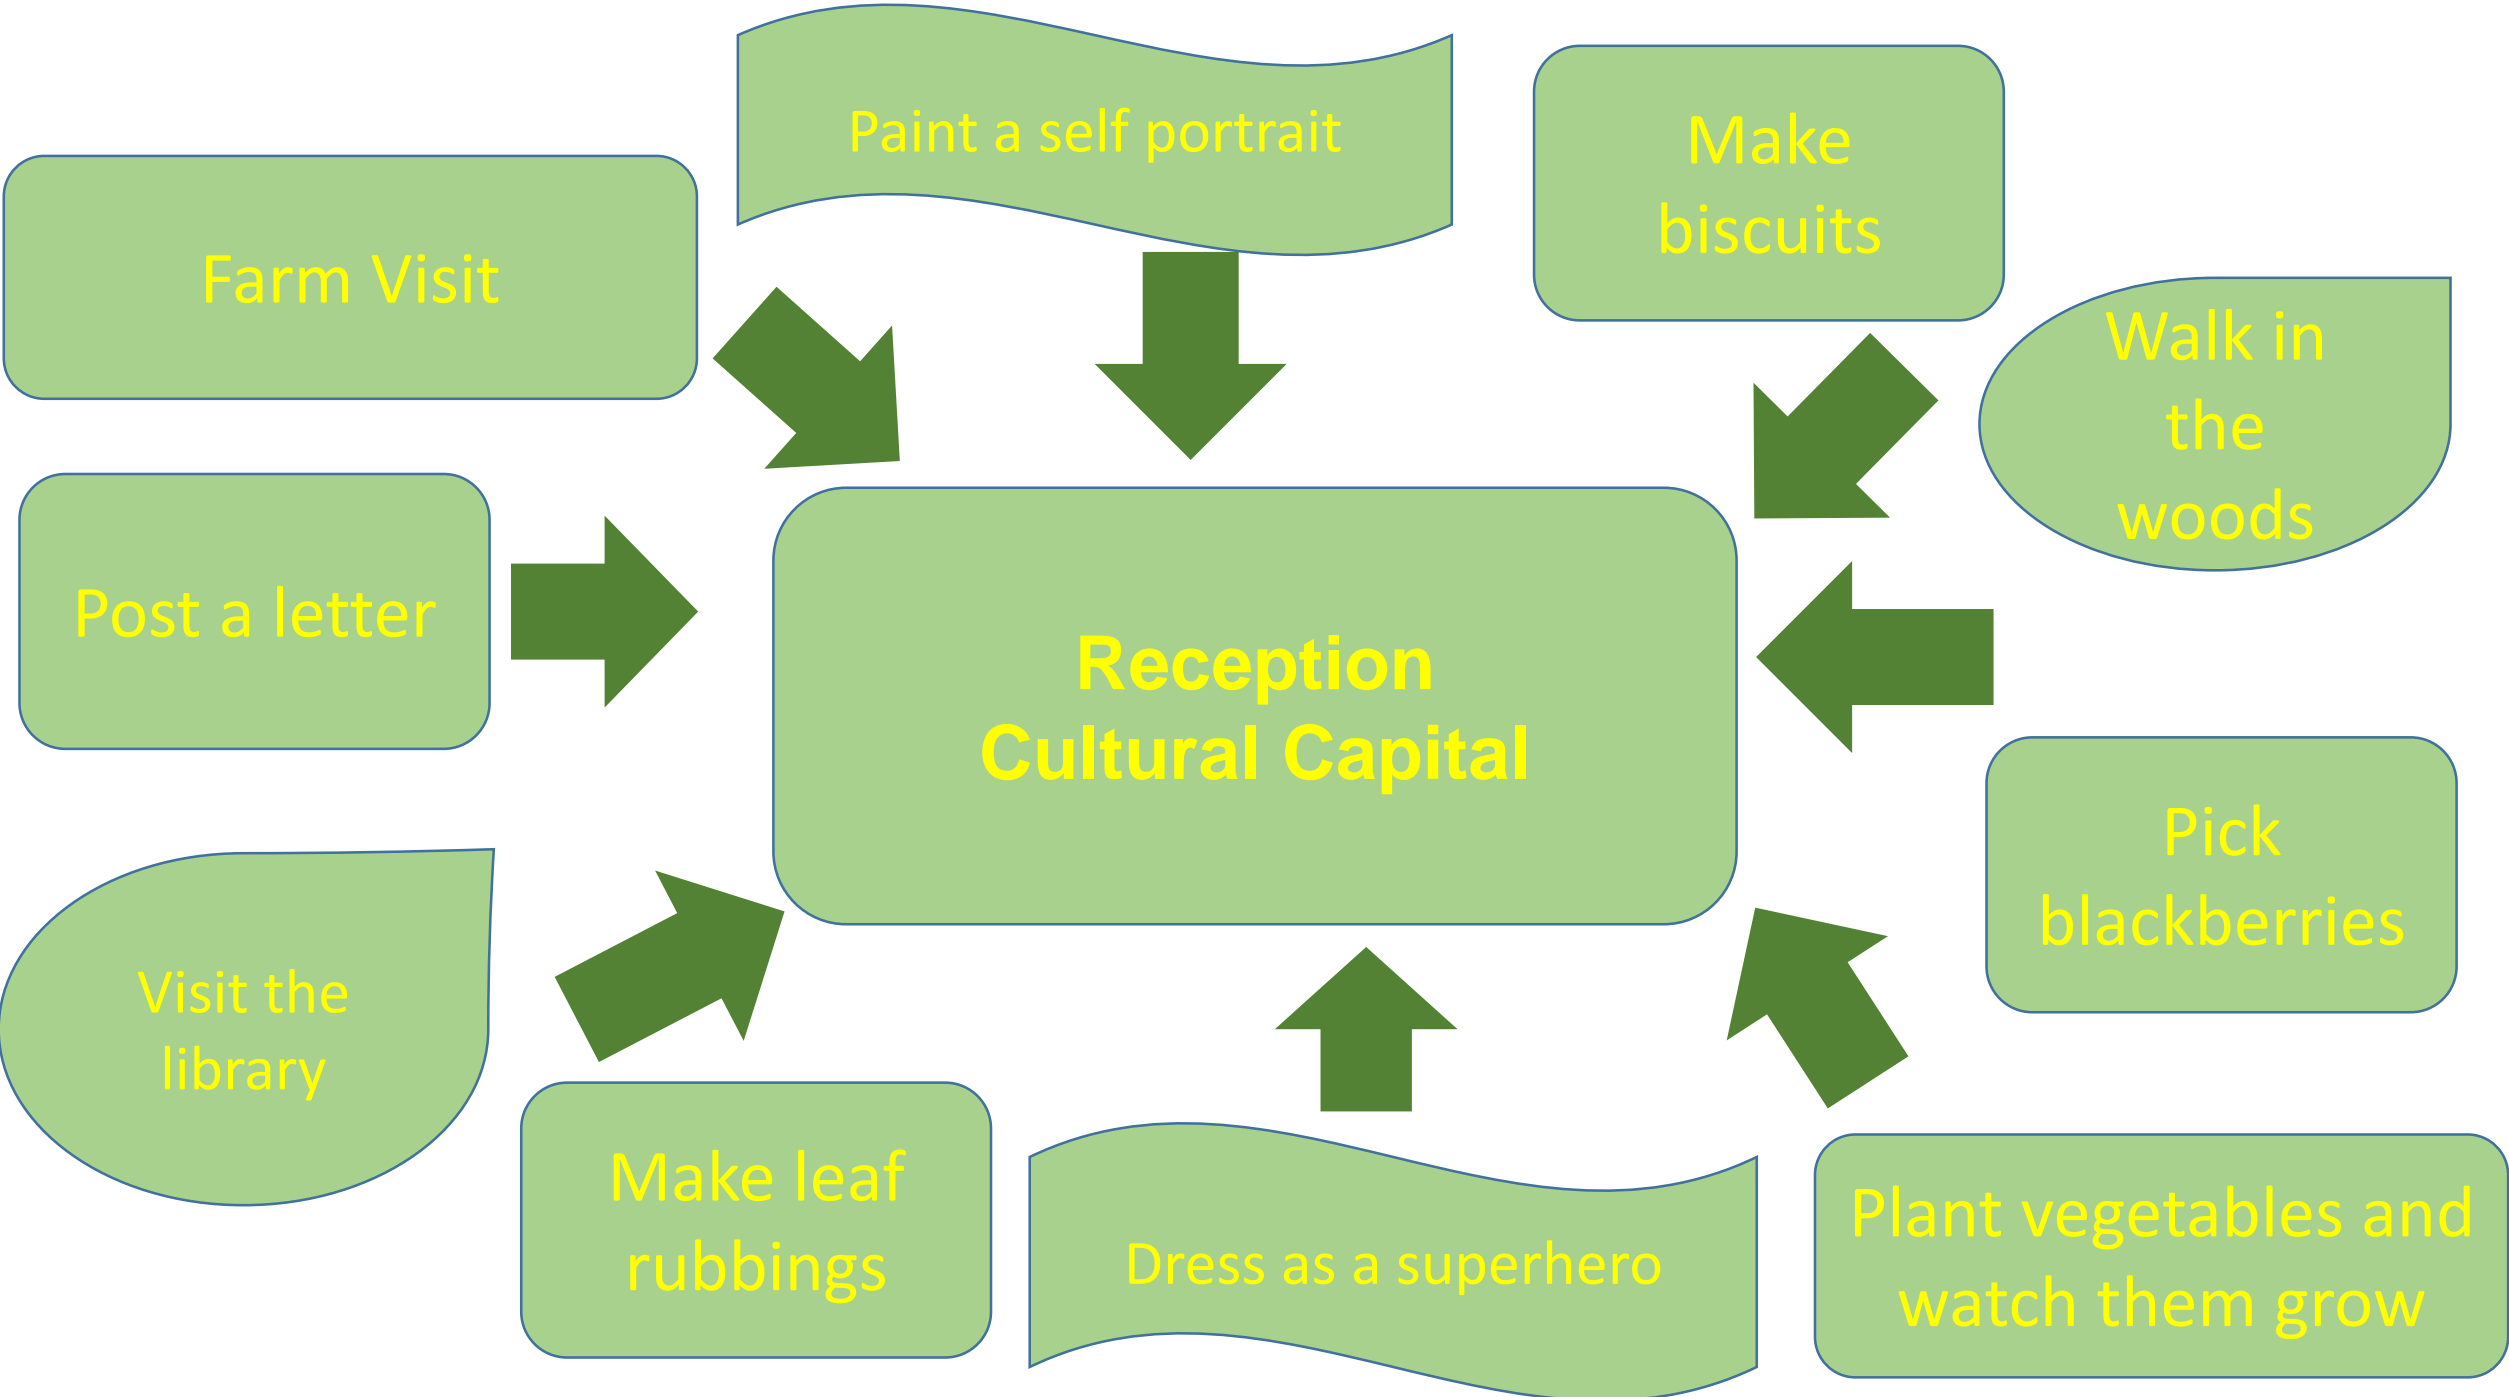 Paint a self portrait
Make
biscuits
Farm Visit
Walk in
the
woods
Post a letter
Reception
Cultural Capital
Pick
blackberries
Visit the
library
Make leaf
rubbings
Dress as a superhero
Plant vegetables and
watch them grow